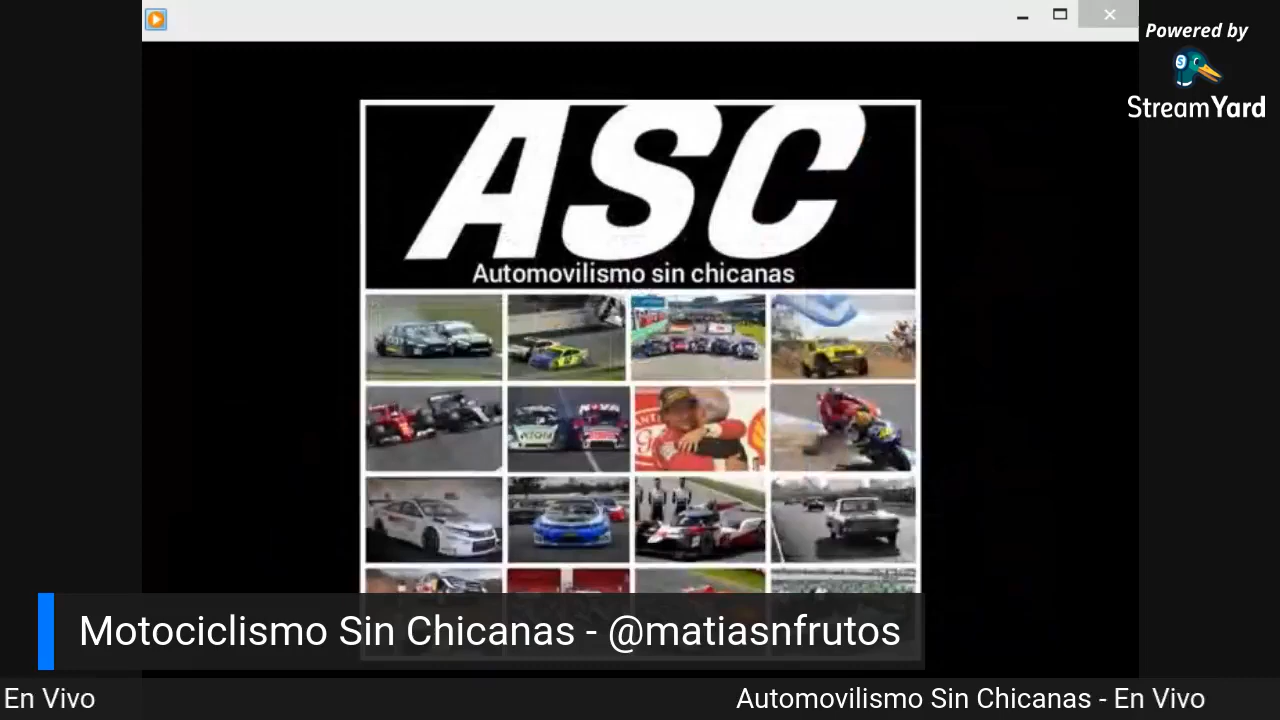 Powered by
StreamYard
ASC
Automovilismo sin chicanas
Motociclismo Sin Chicanas - @matiasnfrutos
En Vivo
Automovilismo Sin Chicanas - En Vivo